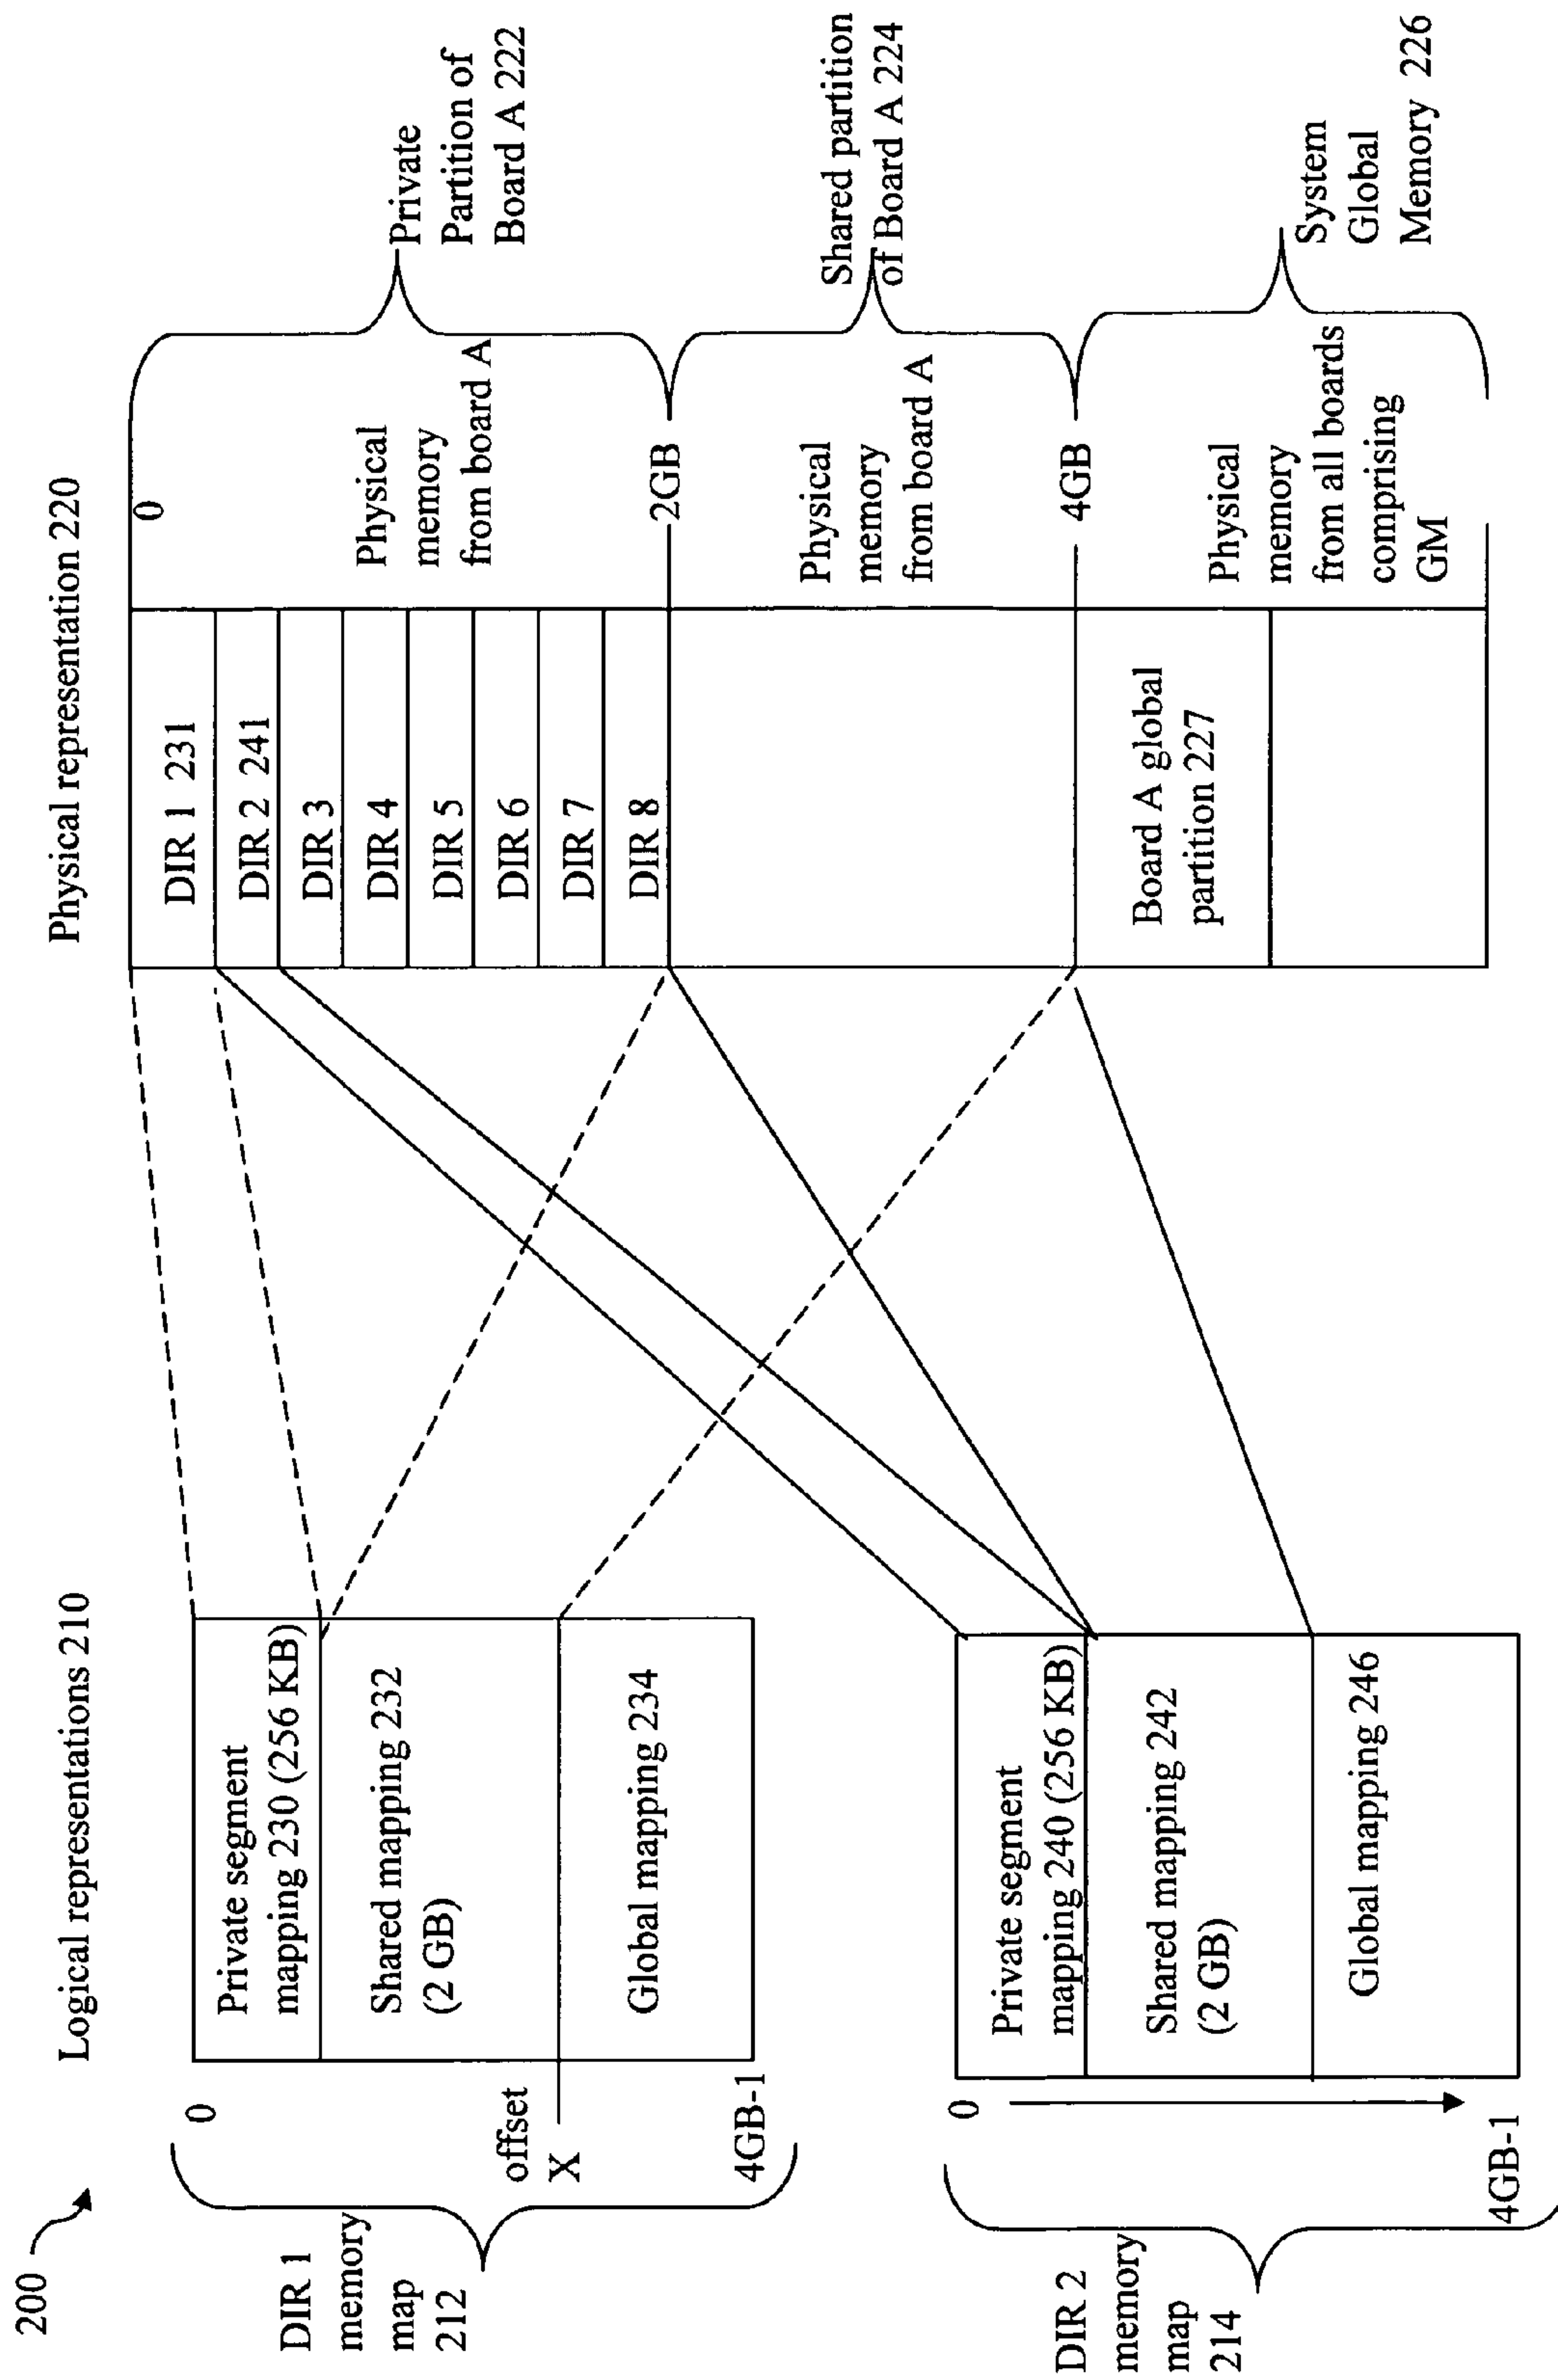 200
Logical representations 210
Physical representation 220
DIR 1
memory
map
212
0
offset
X
4GB-1
Private segment
mapping 230 (256 KB)
Shared mapping 232
(2 GB)
Global mapping 234
DIR 2
memory
map
214
0
4GB-1
Private segment
mapping 240 (256 KB)
Shared mapping 242
(2 GB)
Global mapping 246
DIR 1 231
DIR 2 241
DIR 3
DIR 4
DIR 5
DIR 6
DIR 7
DIR 8
Board A global
partition 227
0
Physical
memory
from board A
2GB
Physical
memory
from board A
4GB
Physical
memory
from all boards
comprising
GM
Private
Partition of
Board A 222
Shared partition
of Board A 224
System
Global
Memory 226